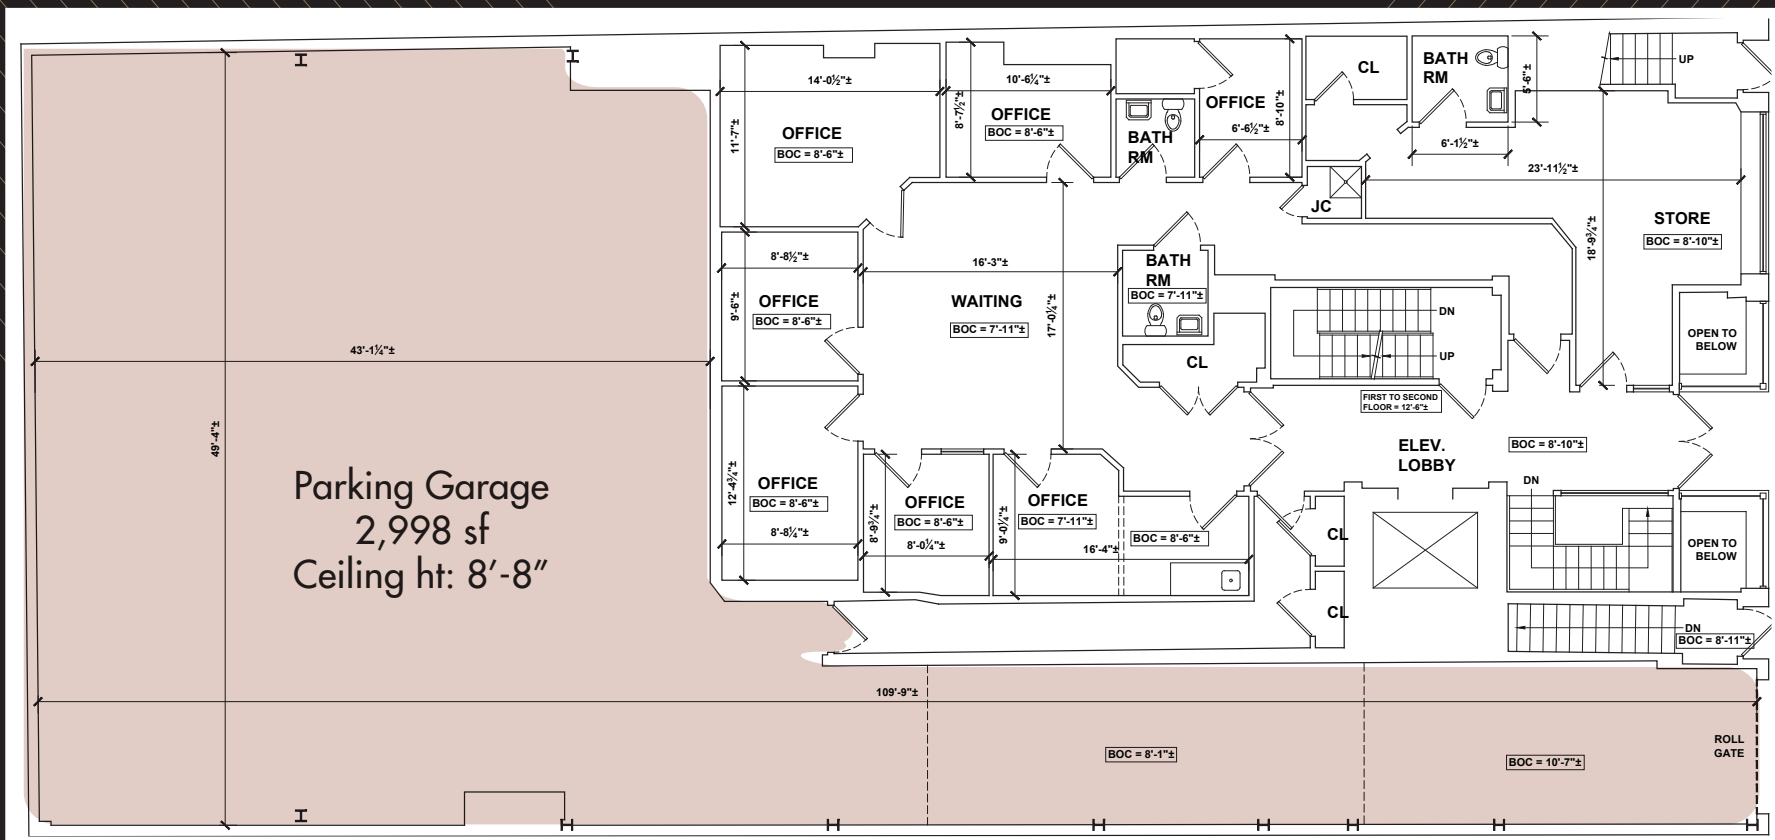 14'-0½"±
11'-7"±
OFFICE
BOC = 8'-6"±
10'-6¼"±
8'-7½"±
OFFICE
BOC = 8'-6"±
BATH
RM
OFFICE
6'-6½"±
8'-10"±
CL
BATH
RM
5'-6"±
6'-1½"±
UP
23'-11½"±
JC
STORE
BOC = 8'-10"±
18'-9¾"±
8'-8½"±
9'-6"±
OFFICE
BOC = 8'-6"±
16'-3"±
WAITING
BOC = 7'-11"±
17'-0¼"±
BATH
RM
BOC = 7'-11"±
CL
DN
UP
OPEN TO
BELOW
FIRST TO SECOND
FLOOR = 12'-6"±
43'-1¼"±
49'-4"±
Parking Garage
2,998 sf
Ceiling ht: 8’-8”
12'-4¾"±
OFFICE
BOC = 8'-6"±
8'-8¼"±
8'-9¾"±
OFFICE
BOC = 8'-6"±
8'-0¼"±
9'-0¼"±
OFFICE
BOC = 7'-11"±
16'-4"±
BOC = 8'-6"±
ELEV.
LOBBY
BOC = 8'-10"±
DN
CL
CL
OPEN TO
BELOW
DN
BOC = 8'-11"±
109'-9"±
BOC = 8'-1"±
BOC = 10'-7"±
ROLL
GATE